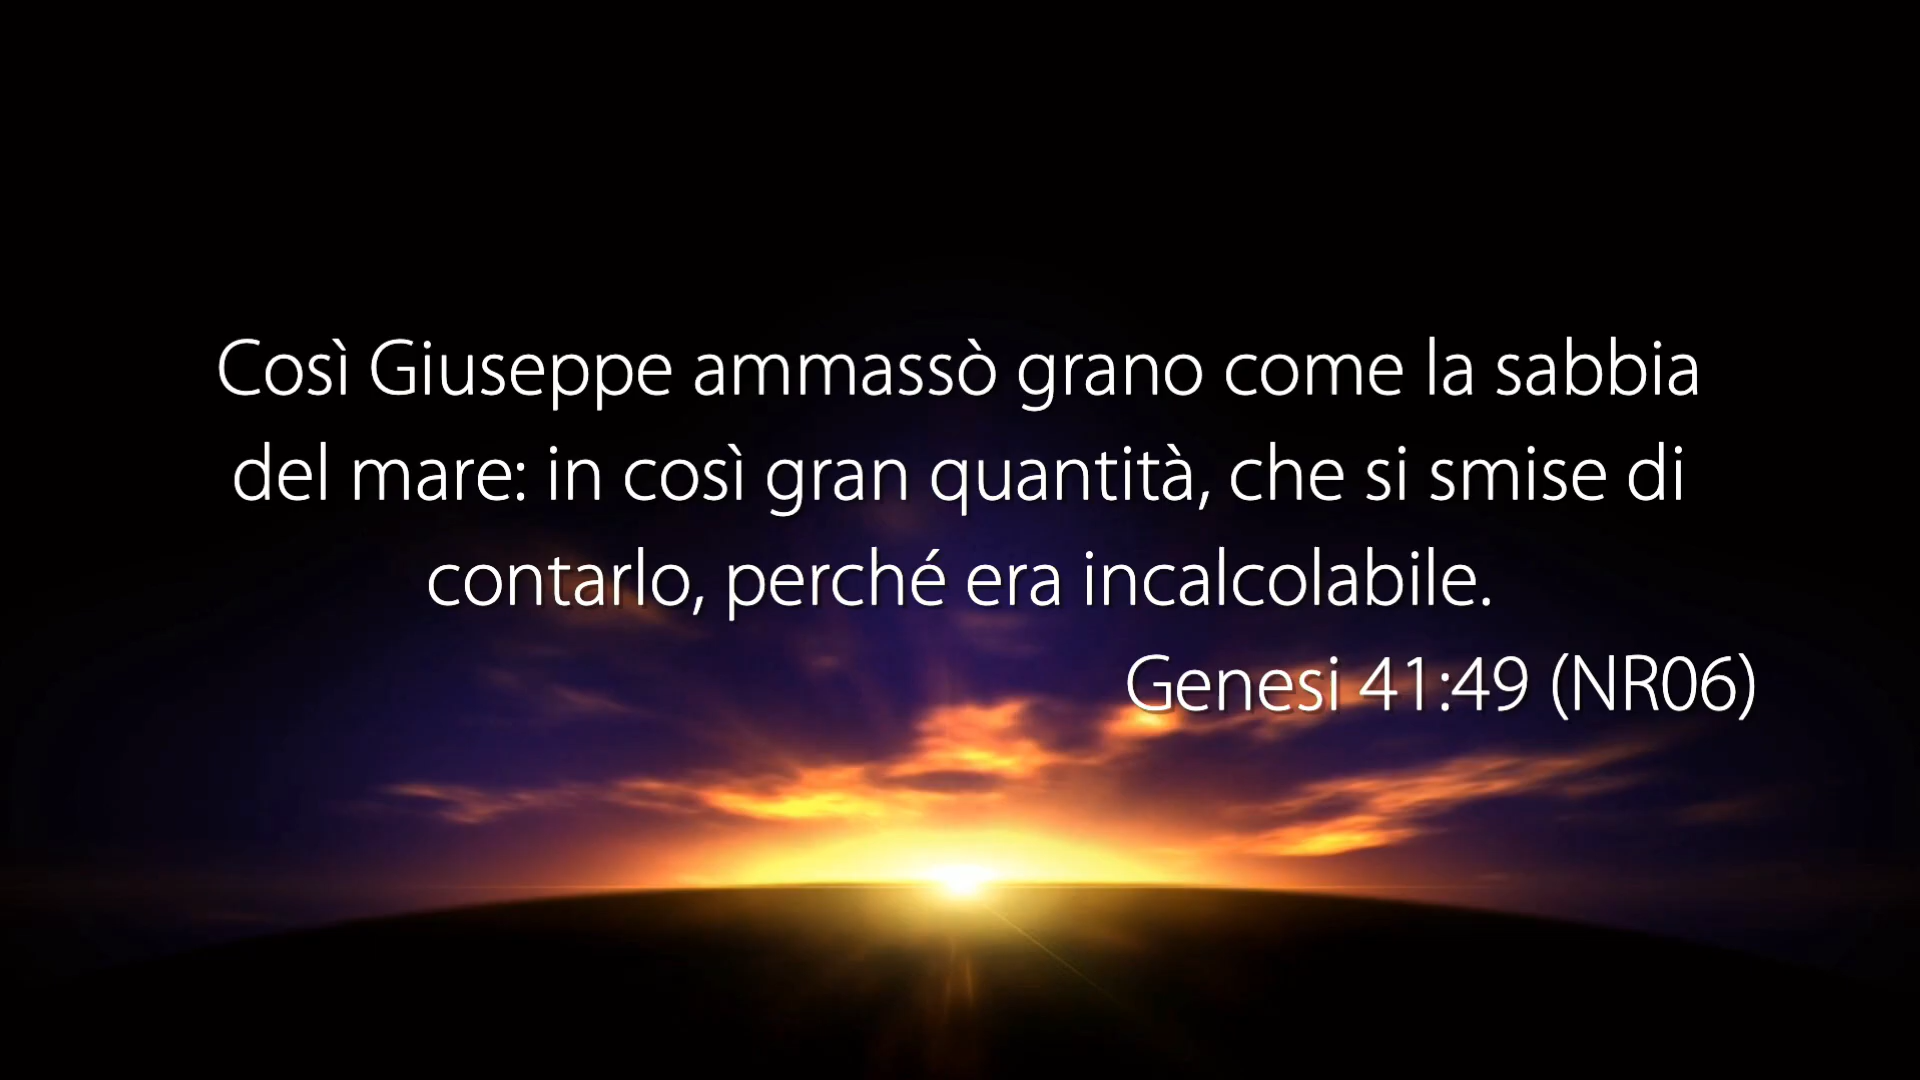 Così Giuseppe ammassò grano come la sabbia
del mare: in così gran quantità, che si smise di
contarlo, perché era incalcolabile.
Genesi 41:49 (NR06)